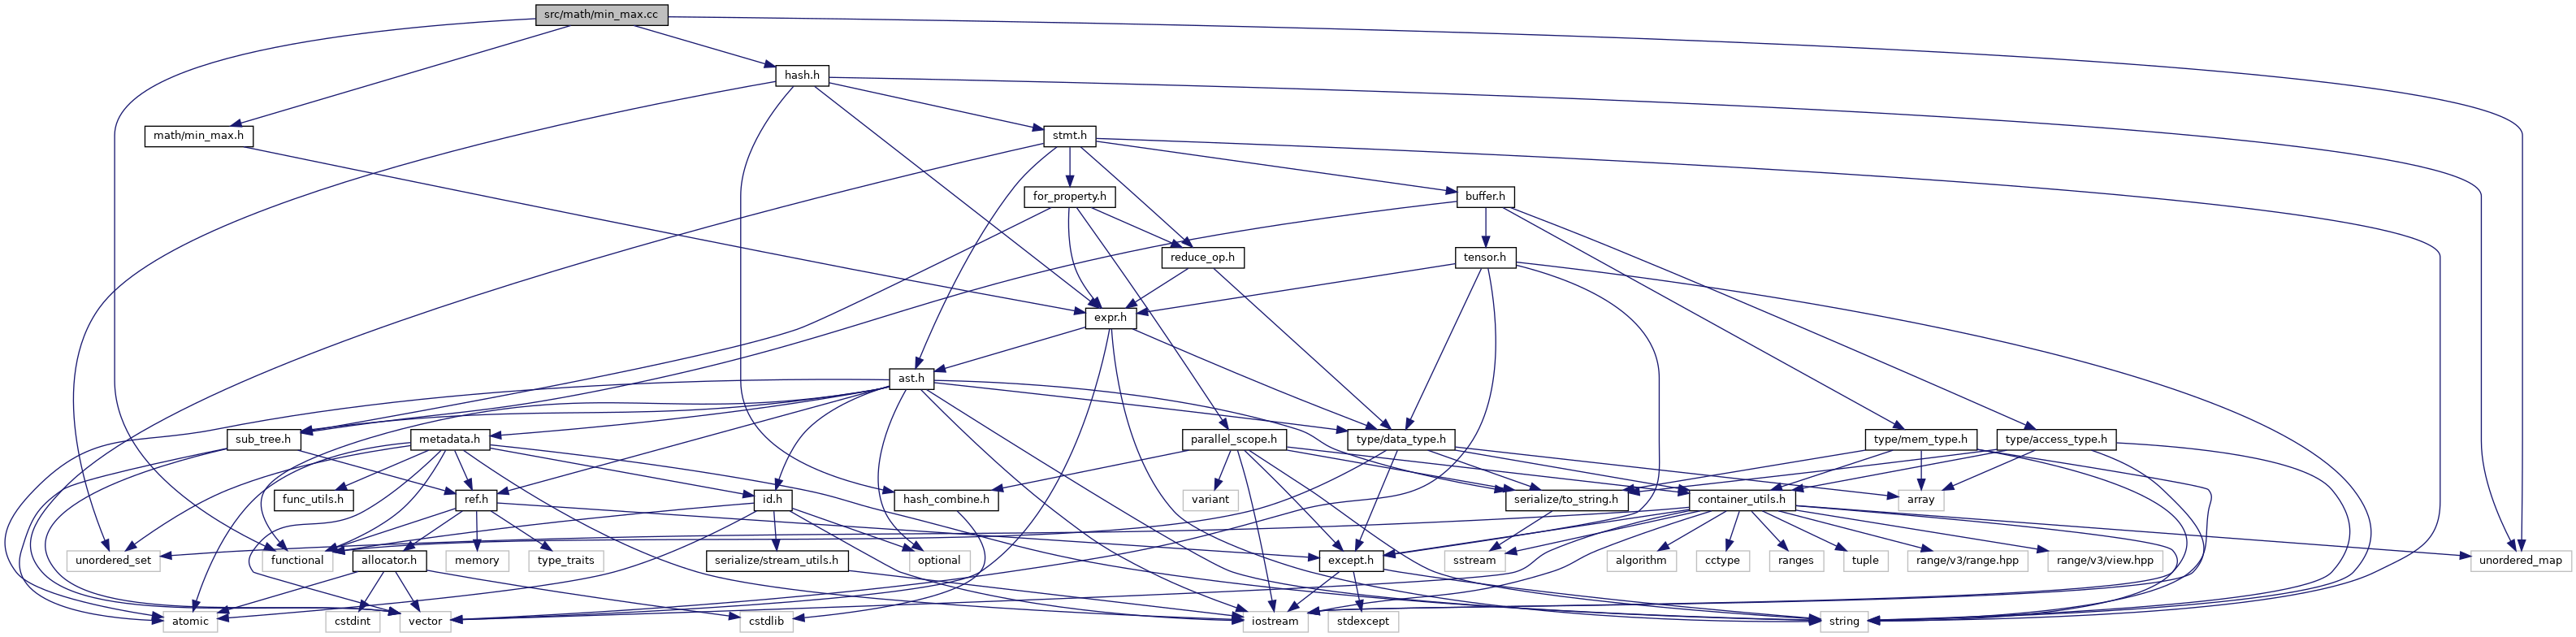 src/math/min_max.cc
hash.h
math/min_max.h
stmt.h
for_property.h
buffer.h
reduce_op.h
tensor.h
expr.h
ast.h
sub_tree.h
metadata.h
parallel_scope.h
type/data_type.h
type/mem_type.h
type/access_type.h
func_utils.h
ref.h
id.h
hash_combine.h
variant
serialize/to_string.h
container_utils.h
array
unordered_set
functional
allocator.h
memory
type_traits
serialize/stream_utils.h
optional
except.h
sstream
algorithm
cctype
ranges
tuple
range/v3/range.hpp
range/v3/view.hpp
unordered_map
atomic
cstdint
vector
cstdlib
iostream
stdexcept
string